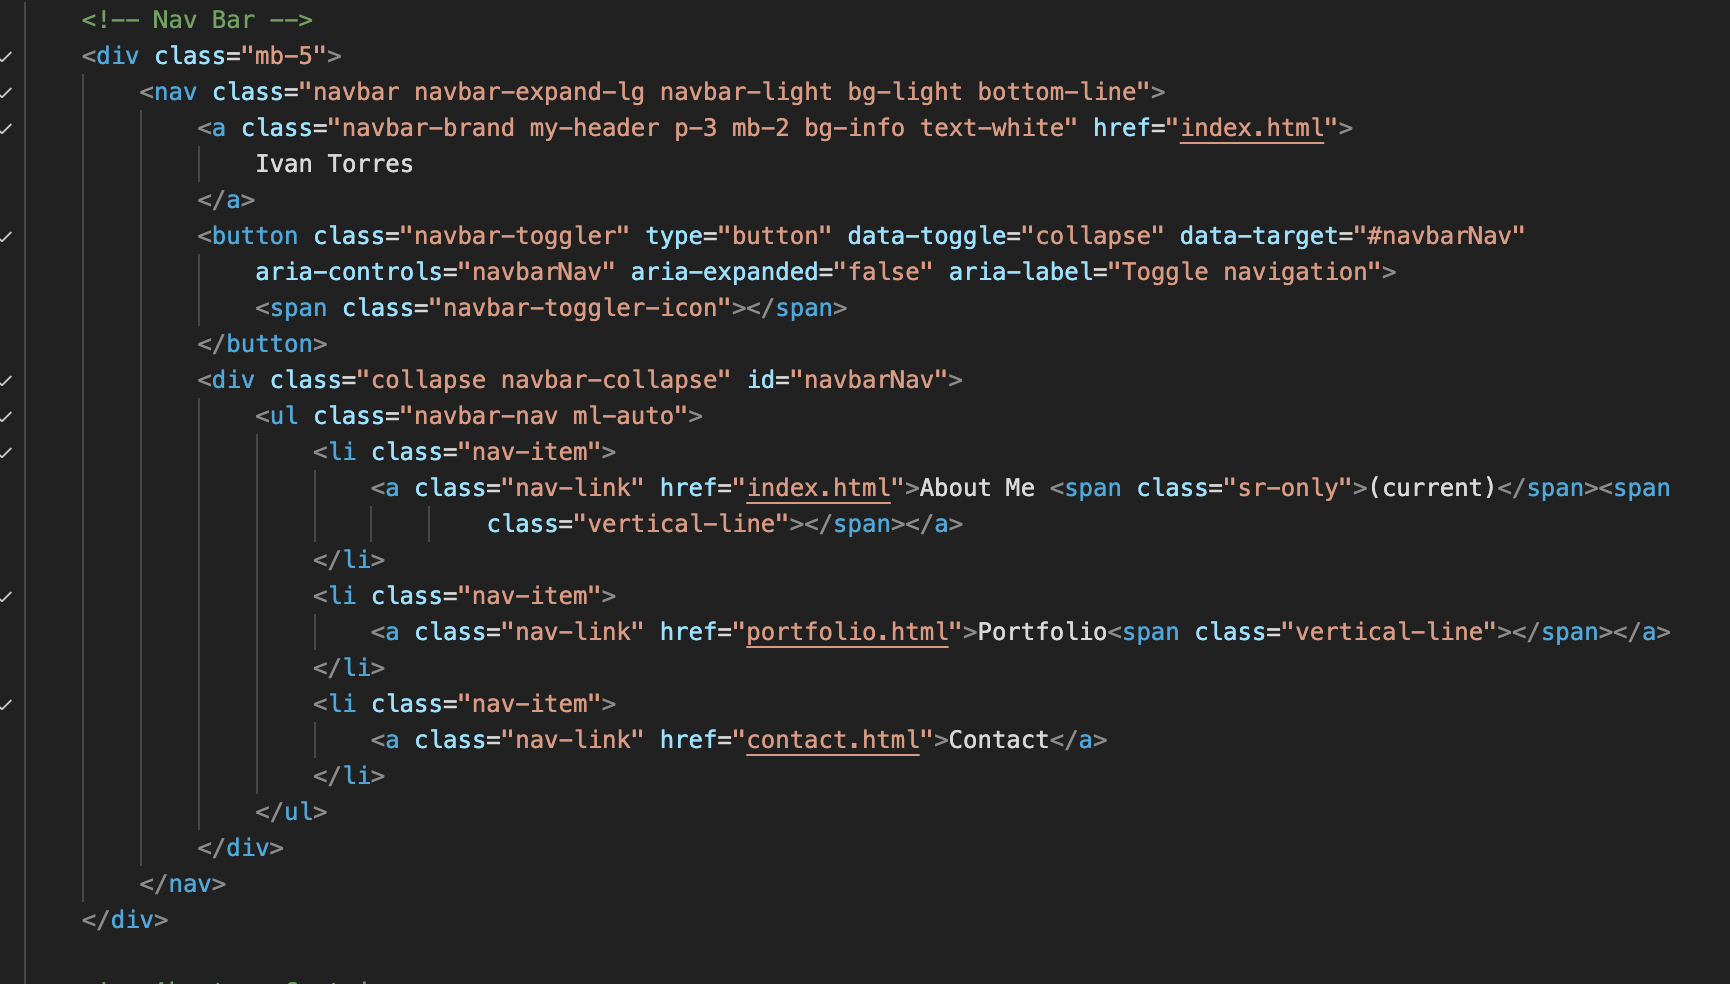 <!-- Nav Bar -->
<div class="mb-5">
<nav class="navbar navbar-expand-lg navbar-light bg-light bottom-line">
<a class="navbar-brand my-header p-3 mb-2 bg-info text-white" href="index.html">
Ivan Torres
</a>
<button class="navbar-toggler" type="button" data-toggle="collapse" data-target="#navbarNav"
aria-controls="navbarNav" aria-expanded="false" aria-label="Toggle navigation">
<span class="navbar-toggler-icon"></span>
</button>
<div class="collapse navbar-collapse" id="navbarNav">
<ul class="navbar-nav ml-auto">
<li class="nav-item">
<a class="nav-link" href="index.html">About Me <span class="sr-only">(current)</span><span
class="vertical-line"></span></a>
</li>
<li class="nav-item">
<a class="nav-link" href="portfolio.html">Portfolio<span class="vertical-line"></span></a>
</li>
<li class="nav-item">
<a class="nav-link" href="contact.html">Contact</a>
</li>
</ul>
</div>
</nav>
</div>